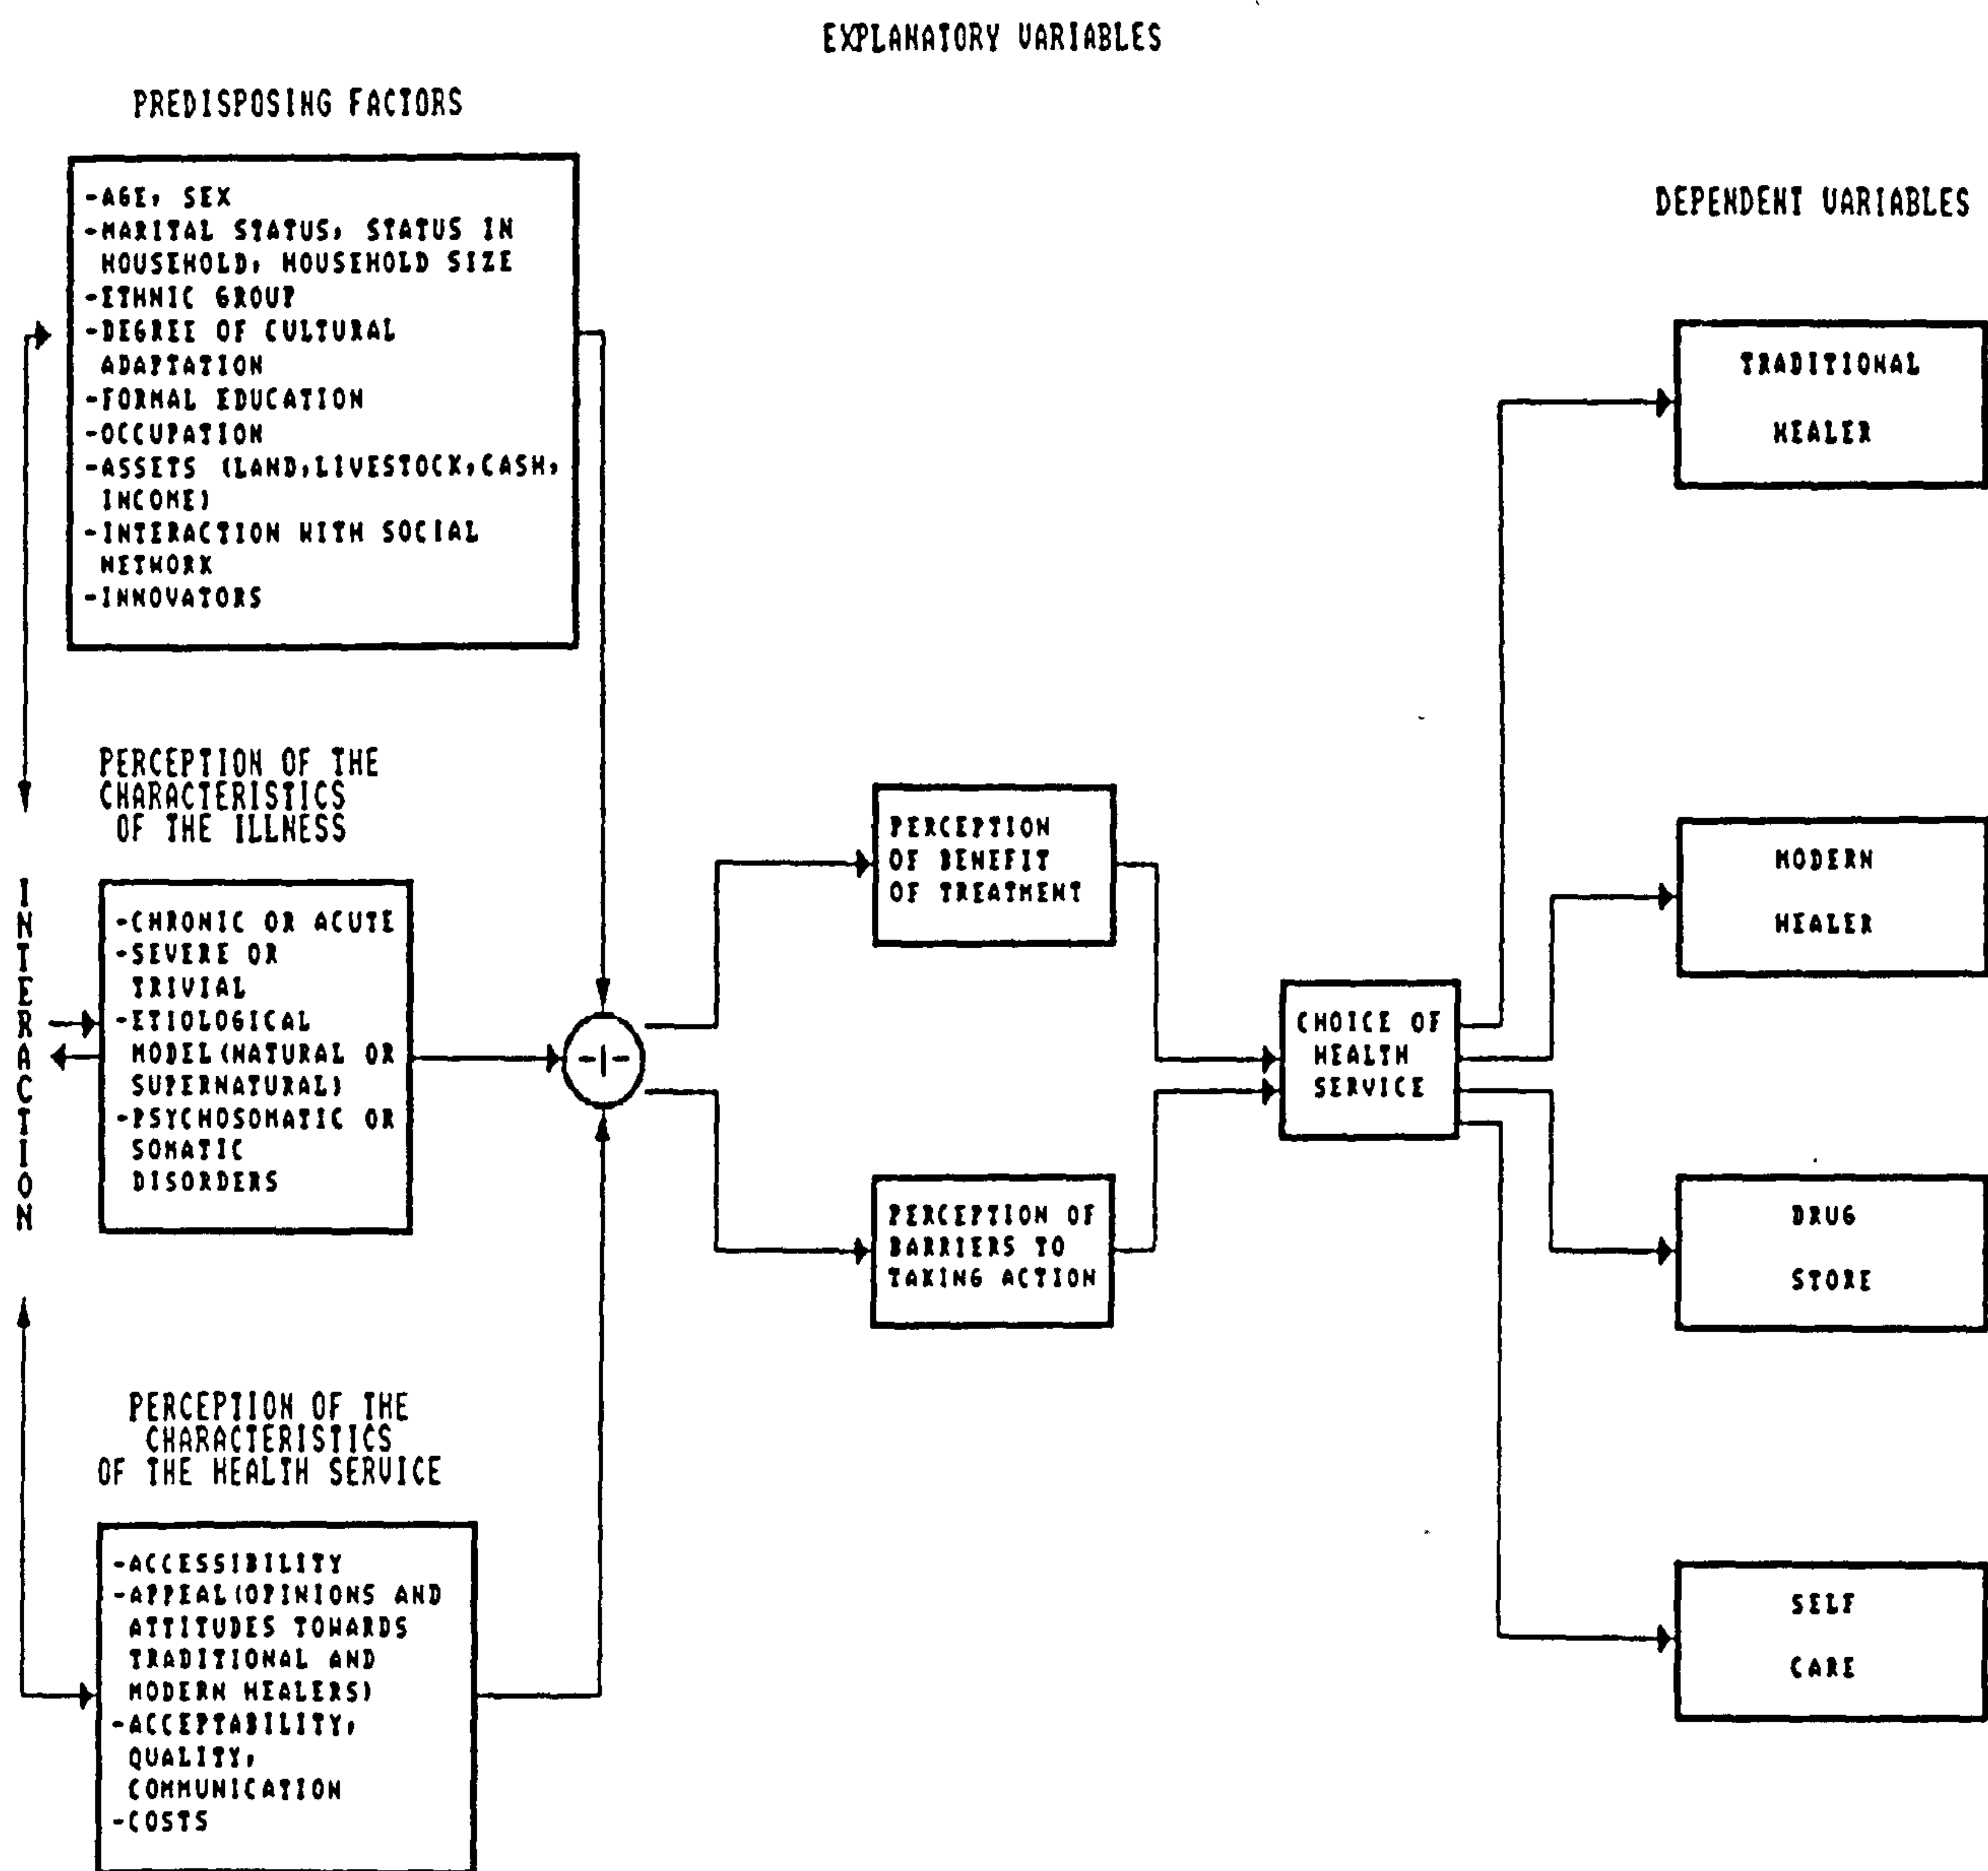 EXPLANATORY VARIABLES
PREDISPOSING FACTORS
-AGE, SEX
-MARITAL STATUS, STATUS IN
HOUSEHOLD, HOUSEHOLD SIZE
-ETHNIC GROUP
-DEGREE OF CULTURAL
ADAPTATION
-FORMAL EDUCATION
-OCCUPATION
-ASSETS (LAND,LIVESTOCK,CASH,
INCOME)
-INTERACTION WITH SOCIAL
NETWORK
-INNOVATORS
PERCEPTION OF THE
CHARACTERISTICS
OF THE ILLNESS
INTERACTION
-CHRONIC OR ACUTE
-SEVERE OR
TRIVIAL
-ETIOLOGICAL
MODEL(NATURAL OR
SUPERNATURAL)
-PSYCHOSOMATIC OR
SOMATIC
DISORDERS
PERCEPTION OF THE
CHARACTERISTICS
OF THE HEALTH SERVICE
-ACCESSIBILITY
-APPEAL(OPINIONS AND
ATTITUDES TOWARDS
TRADITIONAL AND
MODERN HEALERS)
-ACCEPTABILITY,
QUALITY,
COMMUNICATION
-COSTS
-|-
PERCEPTION
OF BENEFIT
OF TREATMENT
PERCEPTION OF
BARRIERS TO
TAKING ACTION
CHOICE OF
HEALTH
SERVICE
DEPENDENT VARIABLES
TRADITIONAL
HEALER
MODERN
HEALER
DRUG
STORE
SELF
CARE